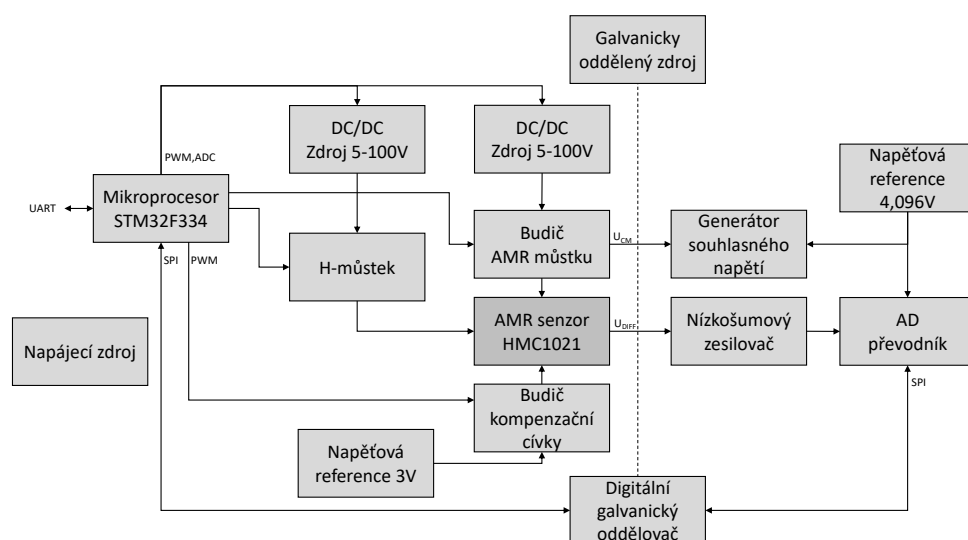 Galvanicky
oddělený zdroj
DC/DC
Zdroj 5-100V
DC/DC
Zdroj 5-100V
Napěťová
reference
4,096V
PWM,ADC
UART
Mikroprocesor
STM32F334
Budič
AMR můstku
U_CM
Generátor
souhlasného
napětí
SPI
PWM
H-můstek
Napájecí zdroj
AMR senzor
HMC1021
U_DIFF
Nízkošumový
zesilovač
AD
převodník
SPI
Budič
kompenzační
cívky
Napěťová
reference 3V
Digitální
galvanický
oddělovač